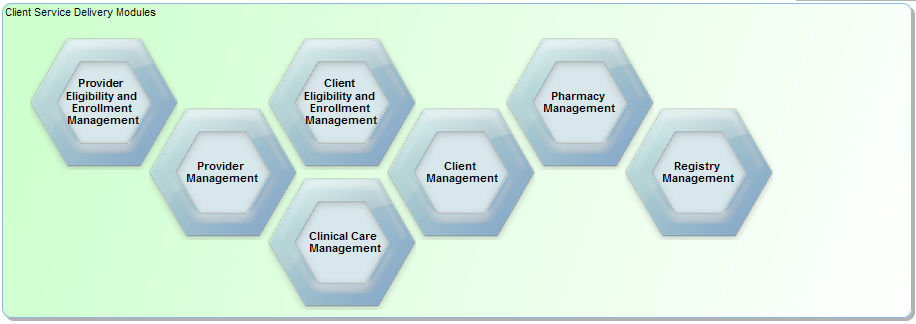 Client Service Delivery Modules
Provider
Eligibility and
Enrollment
Management
Client
Eligibility and
Enrollment
Management
Pharmacy
Management
Provider
Management
Client
Management
Registry
Management
Clinical Care
Management